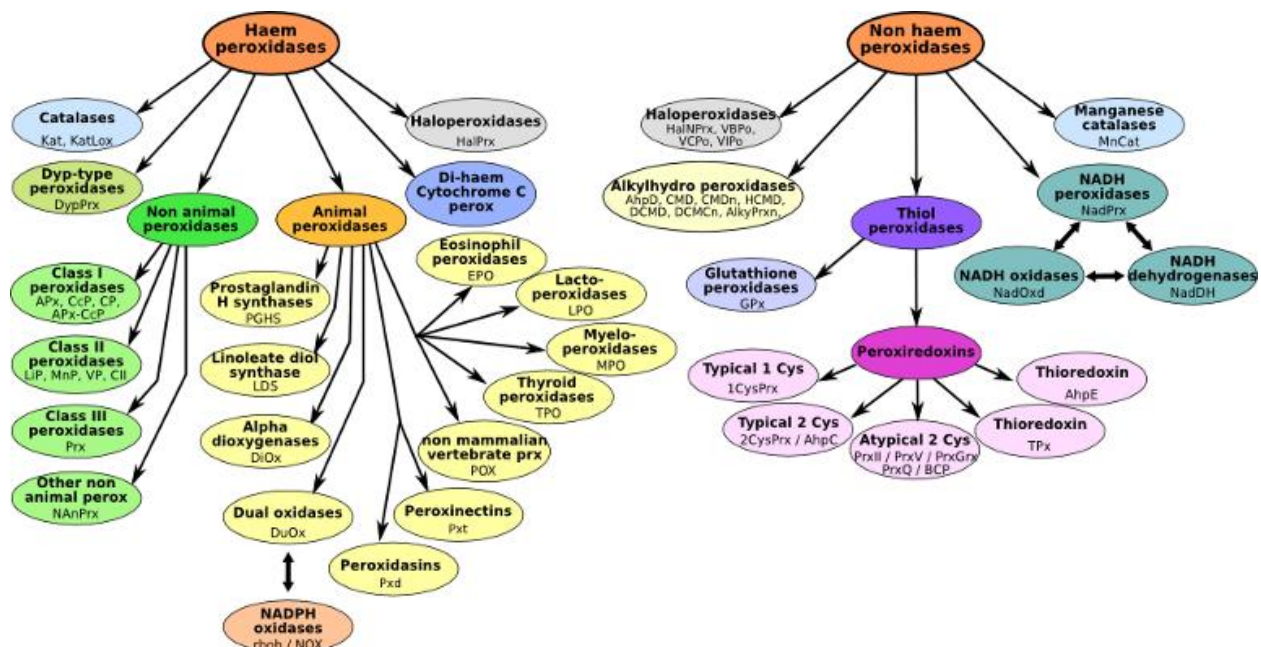 Haem
peroxidases
Catalases
Kat, KatLox
Dyp-type
peroxidases
DypPrx
Haloperoxidases
HalPrx
Di-haem
Cytochrome C
perox
Non animal
peroxidases
Class I
peroxidases
APx, CcP, CP,
APx-CcP
Class II
peroxidases
LiP, MnP, VP, CII
Class III
peroxidases
Prx
Other non
animal perox
NAnPrx
Animal
peroxidases
Prostaglandin
H synthases
PGHS
Linoleate diol
synthase
LDS
Alpha
dioxygenases
DiOx
Dual oxidases
DuOx
NADPH
oxidases
rboh / NOX
Eosinophil
peroxidases
EPO
Lacto-
peroxidases
LPO
Myelo-
peroxidases
MPO
Thyroid
peroxidases
TPO
non mammalian
vertebrate prx
POX
Peroxinectins
Pxt
Peroxidasins
Pxd
Non haem
peroxidases
Haloperoxidases
HalNPrx, VBPo,
VCPo, VIPo
Alkylhydro peroxidases
AhpD, CMD, CMDn, HCMD,
DCMD, DCMCn, AlkyPrxn,
Manganese
catalases
MnCat
NADH
peroxidases
NadPrx
NADH oxidases
NadOxd
NADH
dehydrogenases
NadDH
Thiol
peroxidases
Glutathione
peroxidases
GPx
Peroxiredoxins
Typical 1 Cys
1CysPrx
Typical 2 Cys
2CysPrx / AhpC
Atypical 2 Cys
PrxII / PrxV / PrxGrx
PrxQ / BCP
Thioredoxin
TPx
Thioredoxin
AhpE